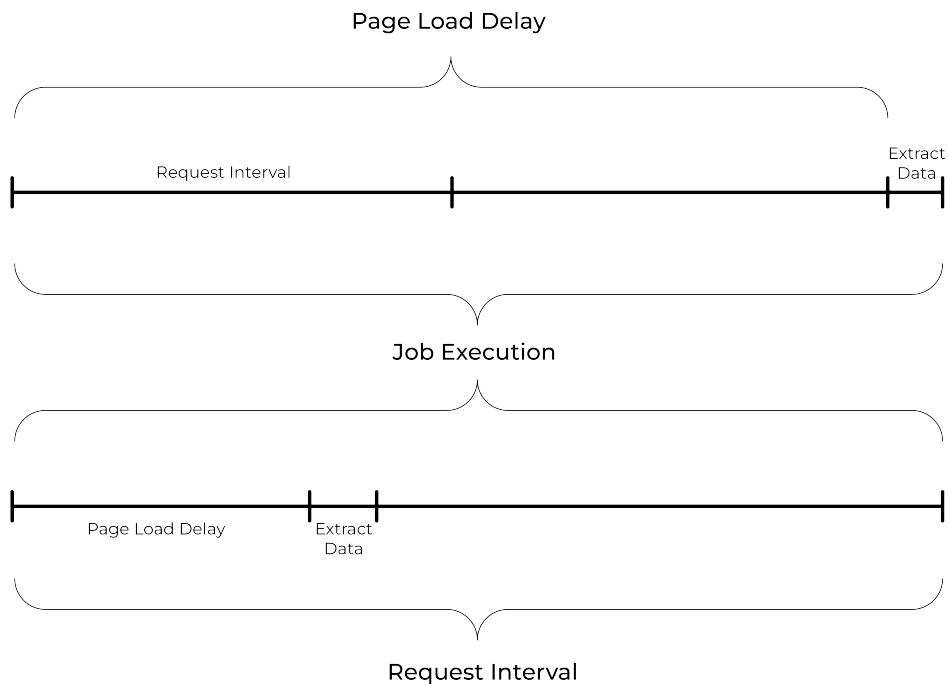 Page Load Delay
Request Interval
Extract
Data
Job Execution
Page Load Delay
Extract
Data
Request Interval